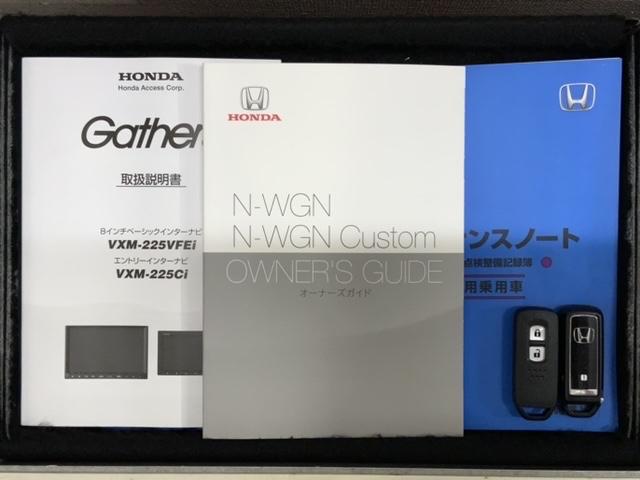 HONDA
Honda Access Corp.
Gather
取扱説明書
8インチベーシックインターナビ
VXM-225VFEi
エントリーインターナビ
VXM-225Ci
HONDA
N-WGN
N-WGN Custom
OWNER'S GUIDE
オーナーズガイド
ンスノート
点検整備記録簿
用乗用車